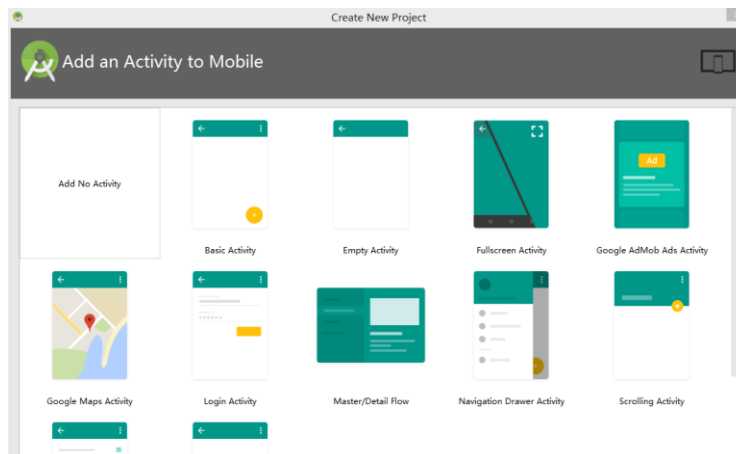 Create New Project
Add an Activity to Mobile
Add No Activity
Ad
Basic Activity
Empty Activity
Fullscreen Activity
Google AdMob Ads Activity
Google Maps Activity
Login Activity
Master/Detail Flow
Navigation Drawer Activity
Scrolling Activity